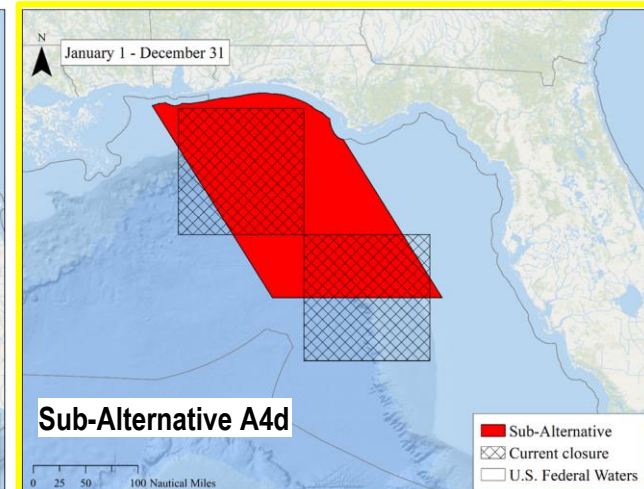 January 1 - December 31
N
Sub-Alternative A4d
Sub-Alternative
Current closure
U.S. Federal Waters
0 25 50 100 Nautical Miles